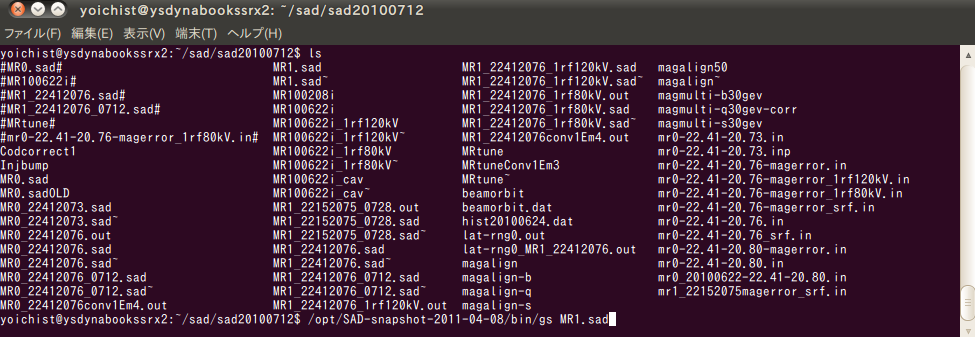 yoichist@ysdynabookssrx2: ~/sad/sad20100712
ファイル(F) 編集(E) 表示(V) 端末(T) ヘルプ(H)
yoichist@ysdynabookssrx2:~/sad/sad20100712$ ls
#MR0.sad# MR1.sad MR1_22412076_1rf120kV.sad magalign50
#MR100622i# MR1.sad~ MR1_22412076_1rf120kV.sad~ magalign~
#MR1_22412076.sad# MR100208i MR1_22412076_1rf80kV.out magmulti-b30gev
#MR1_22412076_0712.sad# MR100622i MR1_22412076_1rf80kV.sad magmulti-q30gev-corr
#MRtune# MR100622i_1rf120kV MR1_22412076_1rf80kV.sad~ magmulti-s30gev
#mr0-22.41-20.76-magerror_1rf80kV.in# MR100622i_1rf120kV~ MR1_22412076conv1Em4.out mr0-22.41-20.73.in
Codcorrect1 MR100622i_1rf80kV MRtune mr0-22.41-20.73.inp
Injbump MR100622i_1rf80kV~ MRtuneConv1Em3 mr0-22.41-20.76-magerror.in
MR0.sad MR100622i_cav MRtune~ mr0-22.41-20.76-magerror_1rf120kV.in
MR0.sadOLD MR100622i_cav~ beamorbit mr0-22.41-20.76-magerror_1rf80kV.in
MR0_22412073.sad MR1_22152075_0728.out beamorbit.dat mr0-22.41-20.76-magerror_srf.in
MR0_22412073.sad~ MR1_22152075_0728.sad hist20100624.dat mr0-22.41-20.76.in
MR0_22412076.out MR1_22152075_0728.sad~ lat-rng0.out mr0-22.41-20.76_srf.in
MR0_22412076.sad MR1_22412076.sad lat-rng0_MR1_22412076.out mr0-22.41-20.80-magerror.in
MR0_22412076.sad~ MR1_22412076.sad~ magalign mr0-22.41-20.80.in
MR0_22412076_0712.sad MR1_22412076_0712.sad magalign-b mr0_20100622-22.41-20.80.in
MR0_22412076_0712.sad~ MR1_22412076_0712.sad~ magalign-q mr1_22152075magerror_srf.in
MR0_22412076conv1Em4.out MR1_22412076_1rf120kV.out magalign-s
yoichist@ysdynabookssrx2:~/sad/sad20100712$ /opt/SAD-snapshot-2011-04-08/bin/gs MR1.sad